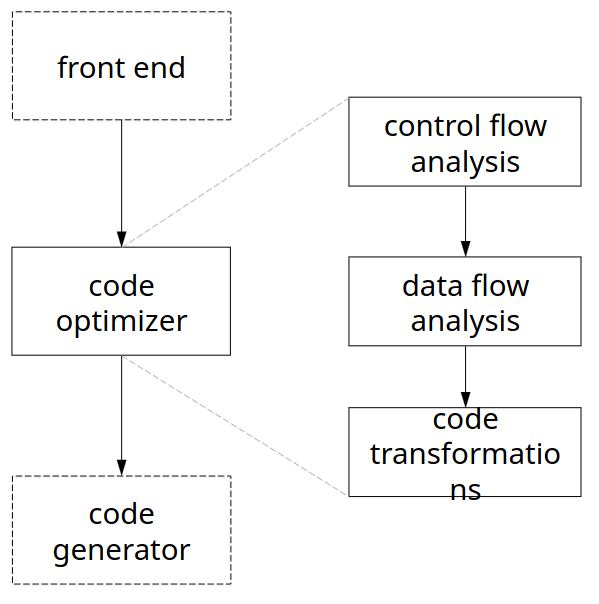 front end
code
optimizer
code
generator
control flow
analysis
data flow
analysis
code
transformatio
ns